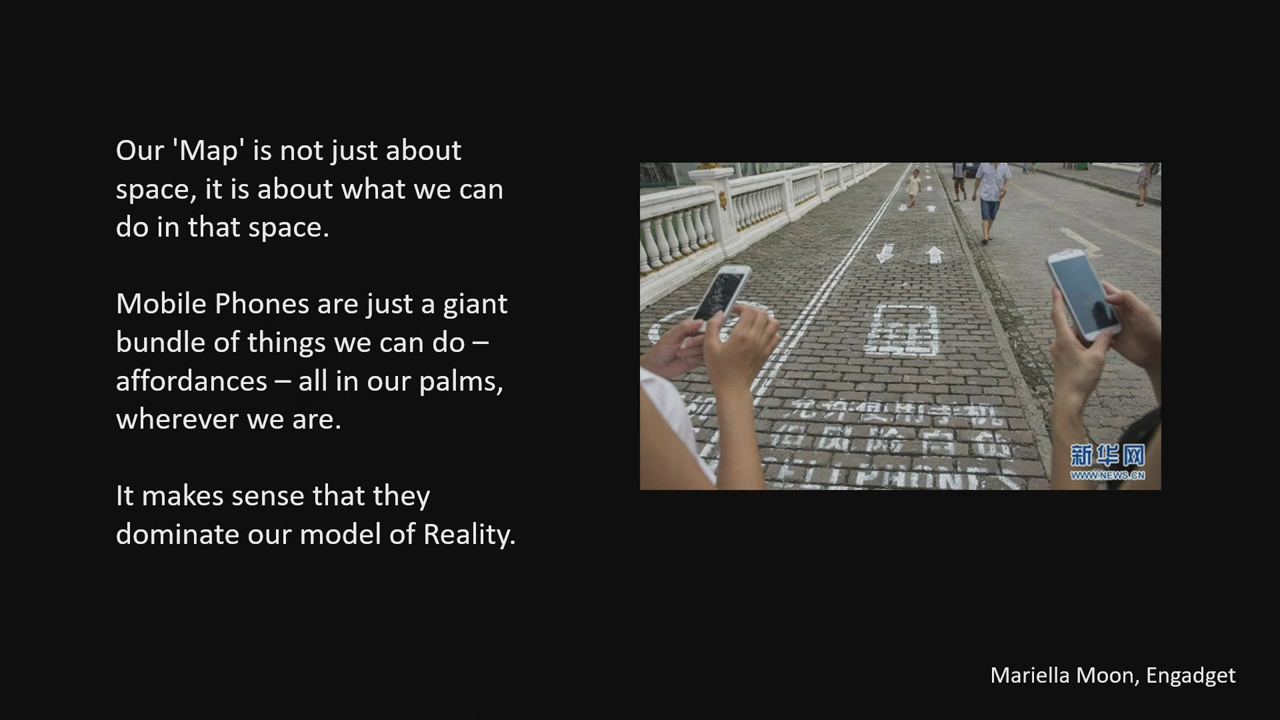 Our 'Map' is not just about
space, it is about what we can
do in that space.
Mobile Phones are just a giant
bundle of things we can do –
affordances – all in our palms,
wherever we are.
It makes sense that they
dominate our model of Reality.
CELLPHONES
新华网
WWW.NEWS.CN
Mariella Moon, Engadget